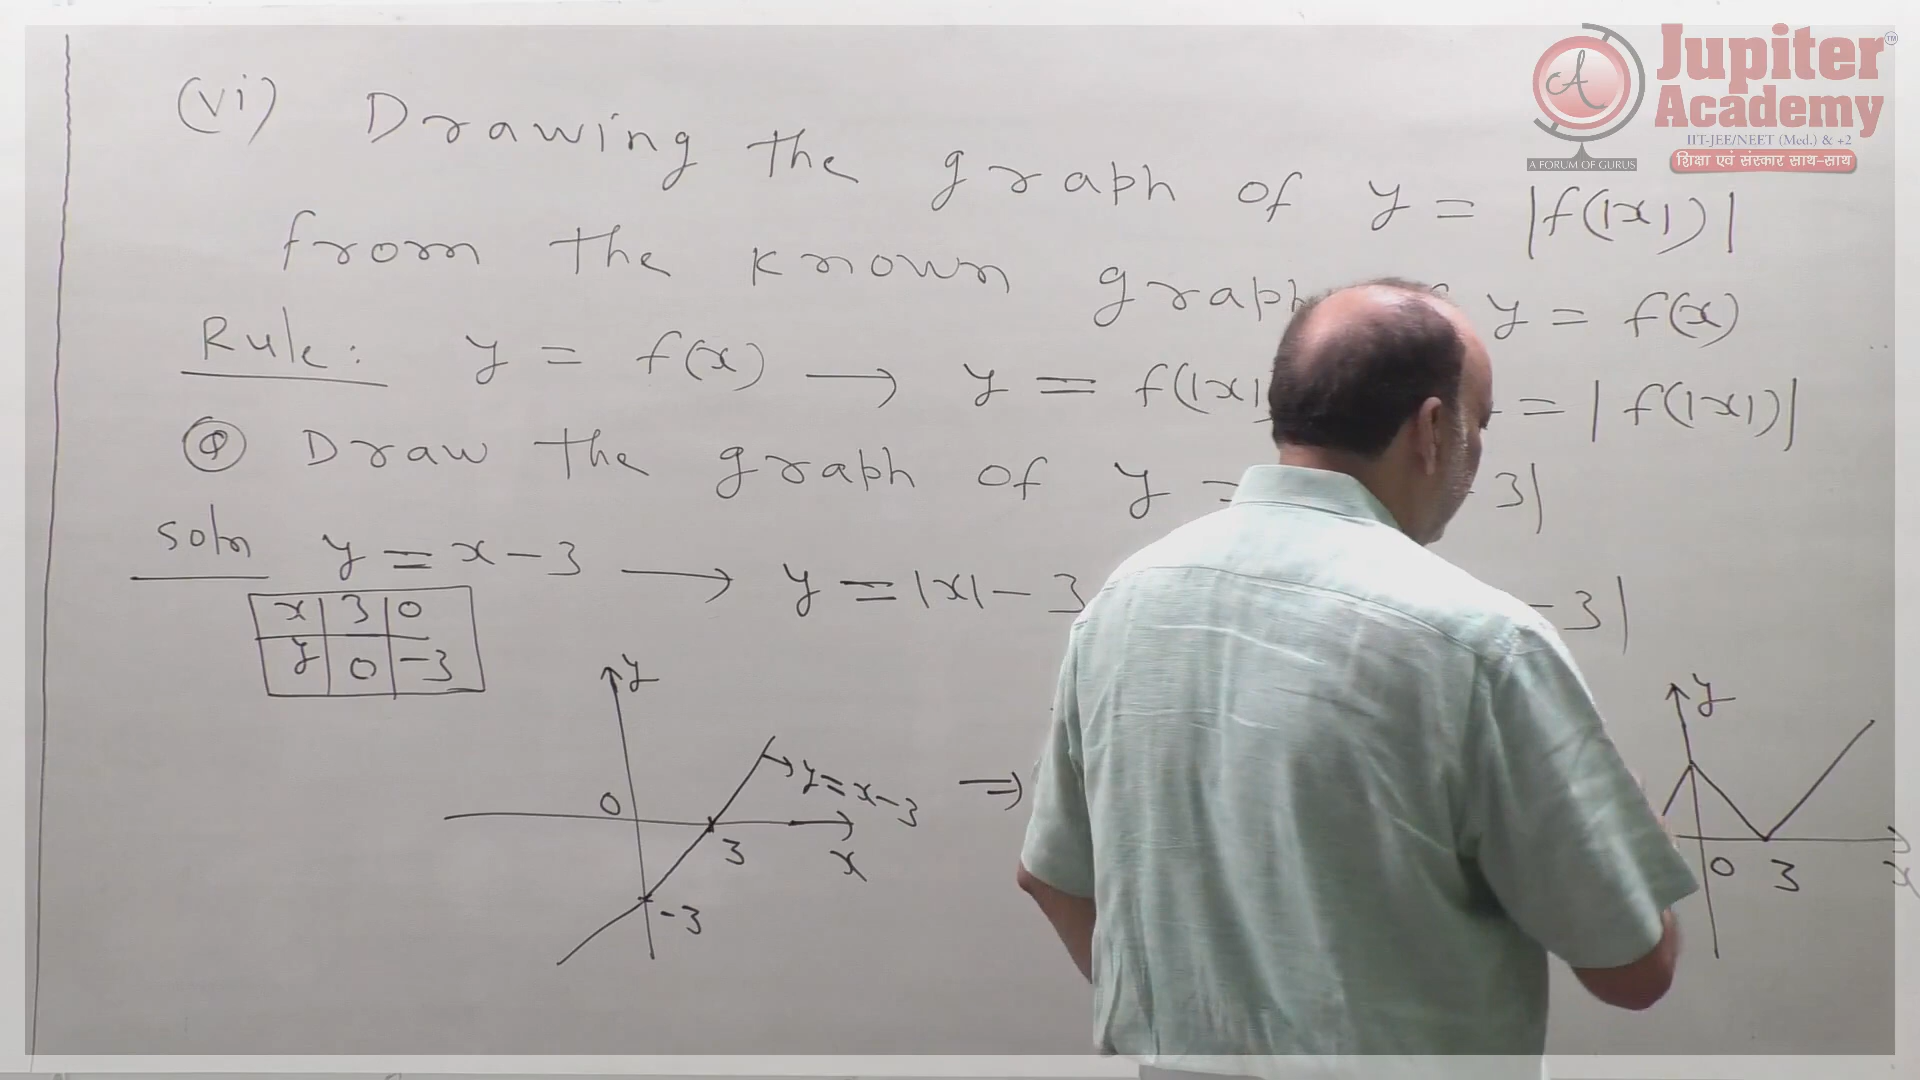 Jupiter
Academy
TM
IIT-JEE/NEET (Med.) & +2
शिक्षा एवं संस्कार साथ-साथ
A FORUM OF GURUS
(vi) Drawing the graph of y = |f(|x|)|
from the known graph y = f(x)
Rule: y = f(x) → y = f(|x| = |f(|x|)|
Q Draw the graph of y = - 3|
Soln y = x - 3 → y = |x| - 3 - 3|
x 3 0
y 0 -3
y
0
→ y = x - 3
3
x
-3
⇒
y
0 3
x